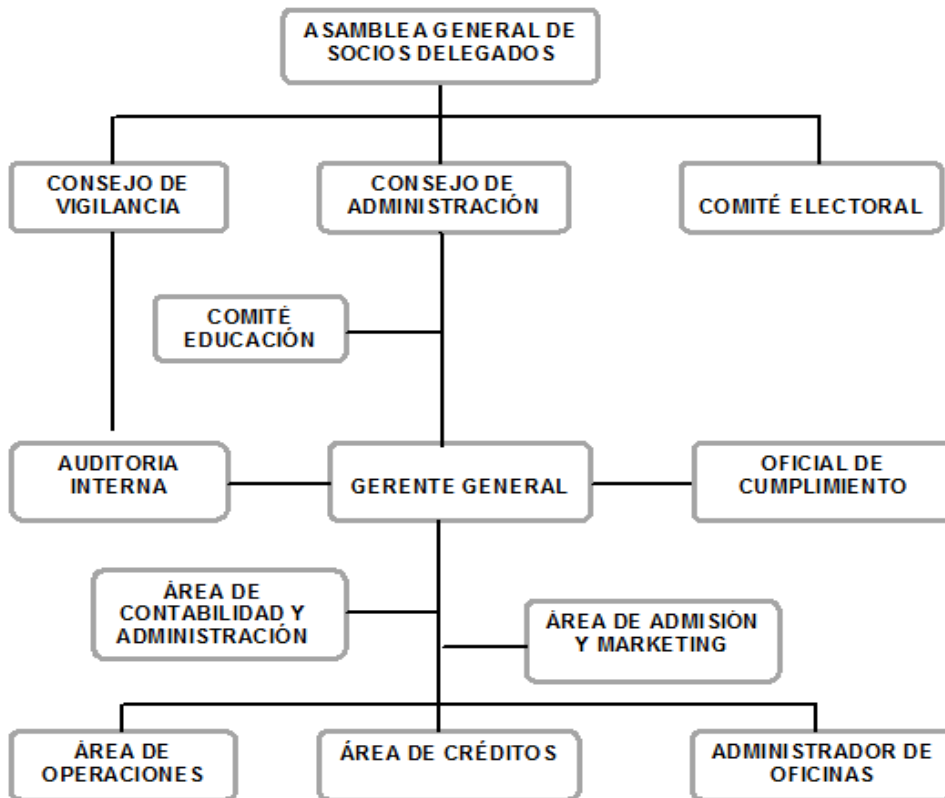 ASAMBLEA GENERAL DE
SOCIOS DELEGADOS
CONSEJO DE
VIGILANCIA
CONSEJO DE
ADMINISTRACIÓN
COMITÉ ELECTORAL
COMITÉ
EDUCACIÓN
AUDITORIA
INTERNA
GERENTE GENERAL
OFICIAL DE
CUMPLIMIENTO
ÁREA DE
CONTABILIDAD Y
ADMINISTRACIÓN
ÁREA DE ADMISIÓN
Y MARKETING
ÁREA DE
OPERACIONES
ÁREA DE CRÉDITOS
ADMINISTRADOR DE
OFICINAS